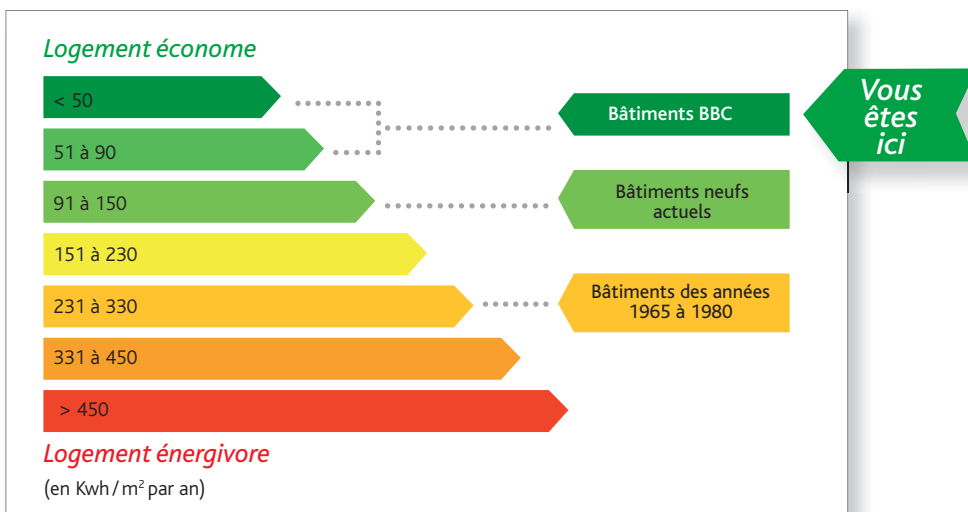 Logement économe
< 50
51 à 90
91 à 150
151 à 230
231 à 330
331 à 450
> 450
Logement énergivore
(en Kwh / m² par an)
Bâtiments BBC
Bâtiments neufs
actuels
Bâtiments des années
1965 à 1980
Vous
êtes
ici